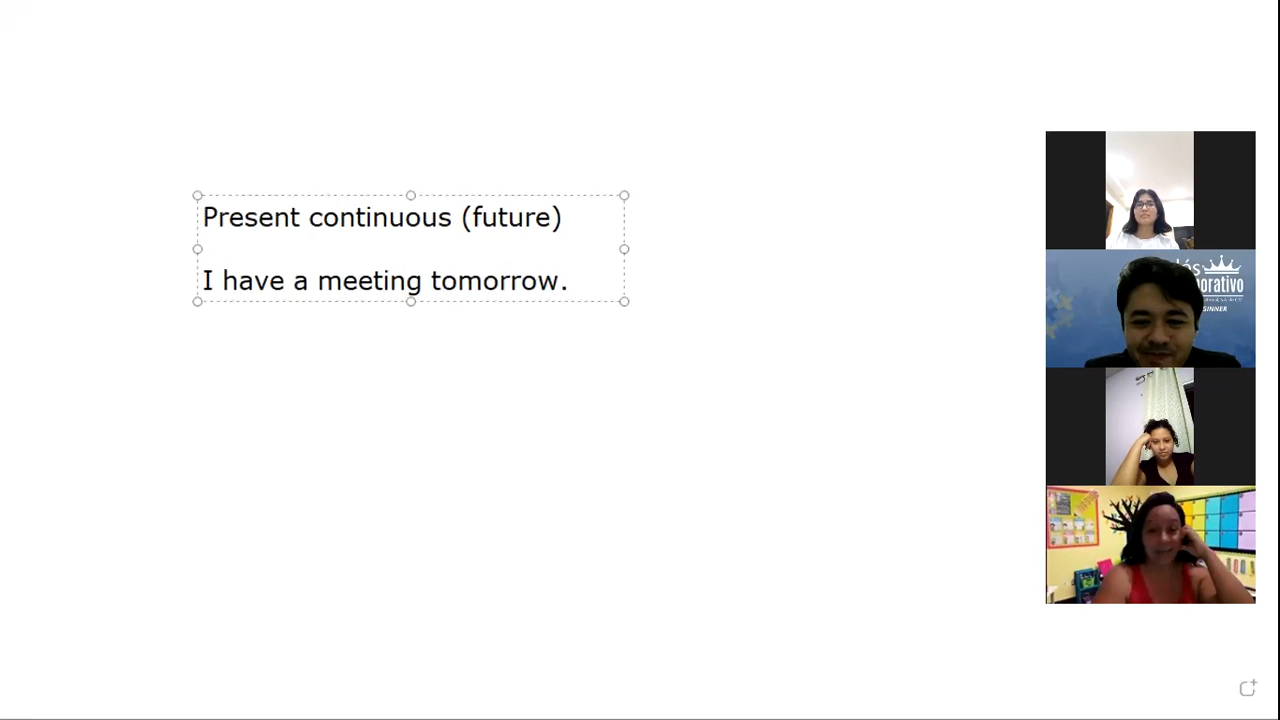 Present continuous (future)
I have a meeting tomorrow.